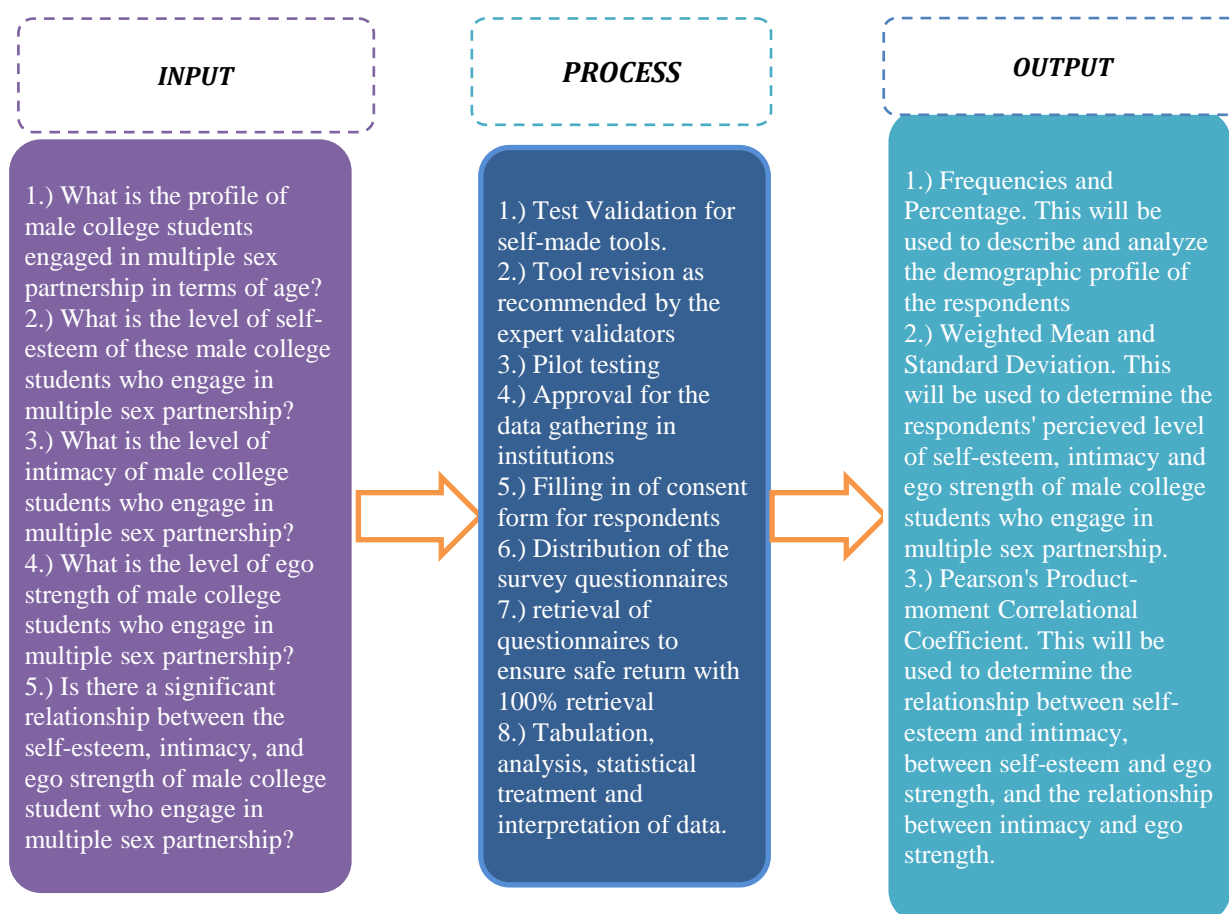 INPUT
1.) What is the profile of
male college students
engaged in multiple sex
partnership in terms of age?
2.) What is the level of self-
esteem of these male college
students who engage in
multiple sex partnership?
3.) What is the level of
intimacy of male college
students who engage in
multiple sex partnership?
4.) What is the level of ego
strength of male college
students who engage in
multiple sex partnership?
5.) Is there a significant
relationship between the
self-esteem, intimacy, and
ego strength of male college
student who engage in
multiple sex partnership?
PROCESS
1.) Test Validation for
self-made tools.
2.) Tool revision as
recommended by the
expert validators
3.) Pilot testing
4.) Approval for the
data gathering in
institutions
5.) Filling in of consent
form for respondents
6.) Distribution of the
survey questionnaires
7.) retrieval of
questionnaires to
ensure safe return with
100% retrieval
8.) Tabulation,
analysis, statistical
treatment and
interpretation of data.
OUTPUT
1.) Frequencies and
Percentage. This will be
used to describe and analyze
the demographic profile of
the respondents
2.) Weighted Mean and
Standard Deviation. This
will be used to determine the
respondents' percieved level
of self-esteem, intimacy and
ego strength of male college
students who engage in
multiple sex partnership.
3.) Pearson's Product-
moment Correlational
Coefficient. This will be
used to determine the
relationship between self-
esteem and intimacy,
between self-esteem and ego
strength, and the relationship
between intimacy and ego
strength.